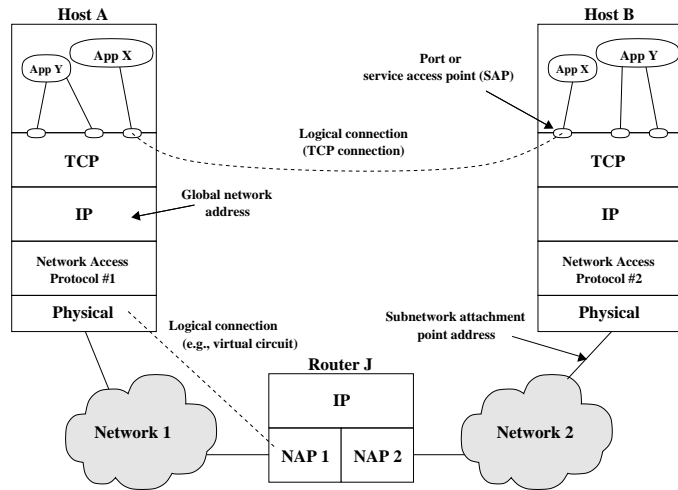 Host A
Host B
App Y
App X
App X
App Y
Port or
service access point (SAP)
Logical connection
(TCP connection)
TCP
TCP
Global network
address
IP
IP
Network Access
Protocol #1
Network Access
Protocol #2
Physical
Physical
Logical connection
(e.g., virtual circuit)
Subnetwork attachment
point address
Router J
IP
Network 1
NAP 1
NAP 2
Network 2